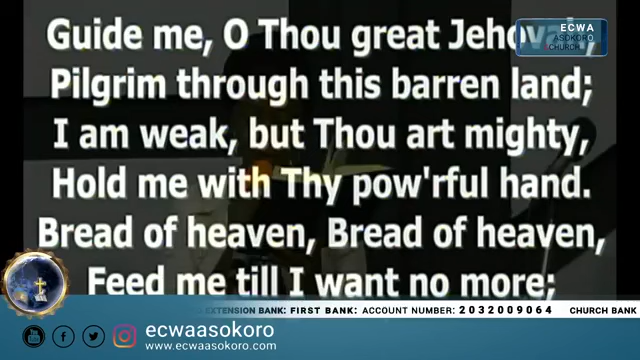 Guide me, O Thou great Jehovah,
Pilgrim through this barren land;
I am weak, but Thou art mighty,
Hold me with Thy pow'rful hand.
Bread of heaven, Bread of heaven,
Feed me till I want no more;
ECWA
ASOKORO
CHURCH
EXTENSION BANK: FIRST BANK: ACCOUNT NUMBER: 2032009064 CHURCH BANK
ecwaasokoro
www.ecwaasokoro.com